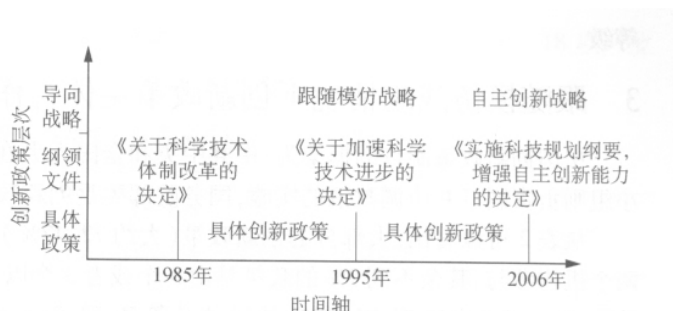 导向
战略
纲领
文件
具体
政策
创新政策层次
跟随模仿战略
自主创新战略
《关于科学技术
体制改革的
决定》
《关于加速科学
技术进步的
决定》
《实施科技规划纲要，
增强自主创新能力
的决定》
具体创新政策
具体创新政策
1985年
1995年
2006年
时间轴